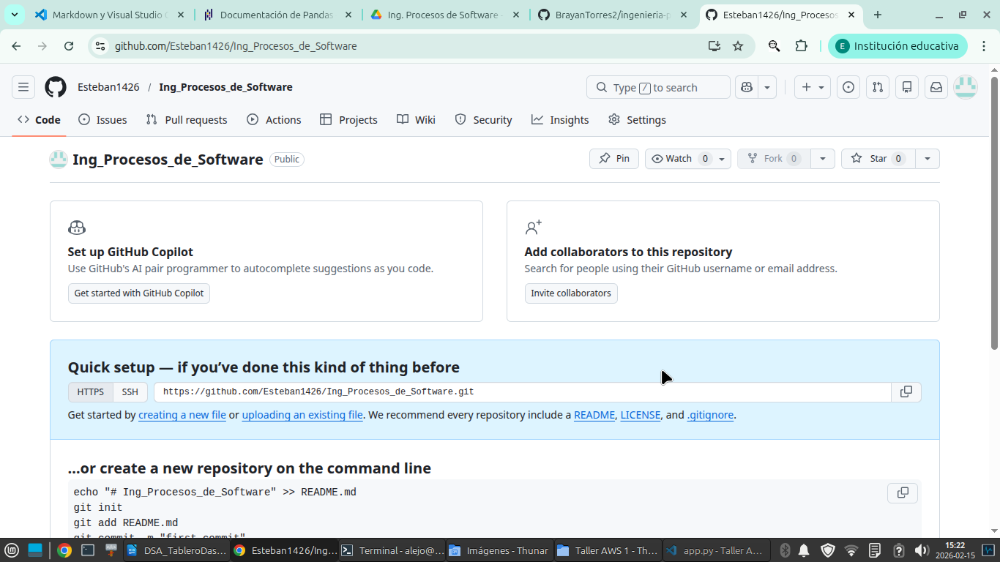 Markdown y Visual Studio
Documentación de Pandas
Ing. Procesos de Software
BrayanTorres2/ingenieria-p
Esteban1426/Ing_Procesos
github.com/Esteban1426/Ing_Procesos_de_Software
E Institución educativa
Esteban1426 / Ing_Procesos_de_Software
Type / to search
Code
Issues
Pull requests
Actions
Projects
Wiki
Security
Insights
Settings
Ing_Procesos_de_Software Public
Pin
Watch 0
Fork 0
Star 0
Set up GitHub Copilot
Use GitHub's AI pair programmer to autocomplete suggestions as you code.
Get started with GitHub Copilot
Add collaborators to this repository
Search for people using their GitHub username or email address.
Invite collaborators
Quick setup — if you’ve done this kind of thing before
HTTPS SSH https://github.com/Esteban1426/Ing_Procesos_de_Software.git
Get started by creating a new file or uploading an existing file. We recommend every repository include a README, LICENSE, and .gitignore.
…or create a new repository on the command line
echo "# Ing_Procesos_de_Software" >> README.md
git init
git add README.md
git commit -m "first commit"
DSA_TableroDas...
Esteban1426/Ing...
Terminal - alejo@...
Imágenes - Thunar
Taller AWS 1 - Th...
app.py - Taller A...
15:22
2026-02-15